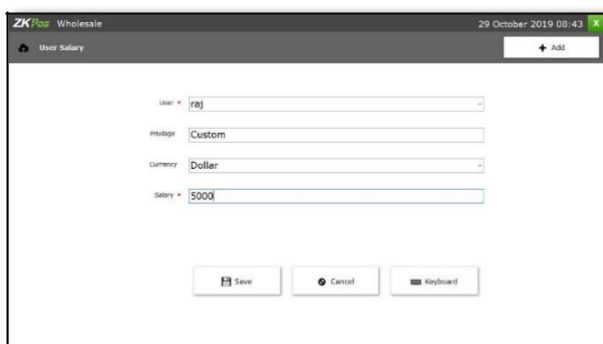 ZKPos Wholesale 29 October 2019 08:43 X
User Salary + Add
User * raj
Privilage Custom
Currency Dollar
Salary * 5000
Save Cancel Keyboard